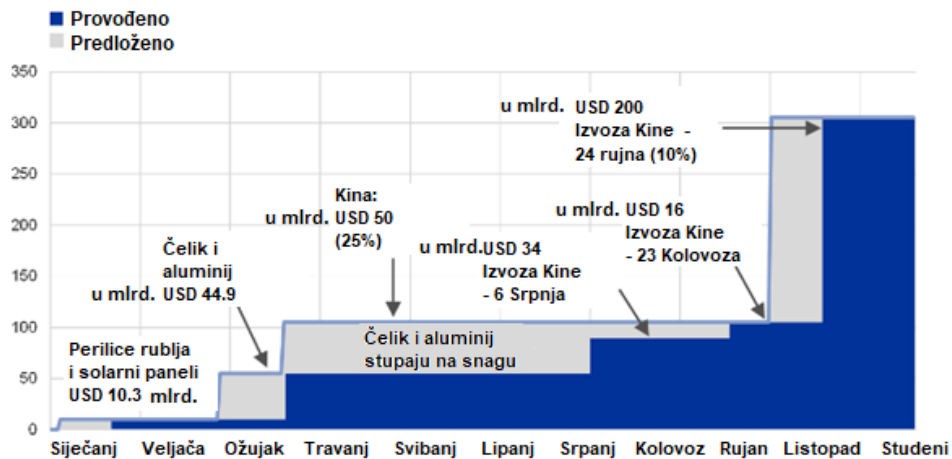 Provođeno
Predloženo
350
300
250
200
150
100
50
0
u mlrd. USD 200
Izvoza Kine -
24 rujna (10%)
Kina:
u mlrd. USD 50
(25%)
u mlrd. USD 16
Izvoza Kine
- 23 Kolovoza
u mlrd. USD 34
Izvoza Kine
- 6 Srpnja
Čelik i
aluminij
u mlrd. USD 44.9
Čelik i aluminij
stupaju na snagu
Perilice rublja
i solarni paneli
USD 10.3 mlrd.
Siječanj Veljača Ožujak Travanj Svibanj Lipanj Srpanj Kolovoz Rujan Listopad Studeni